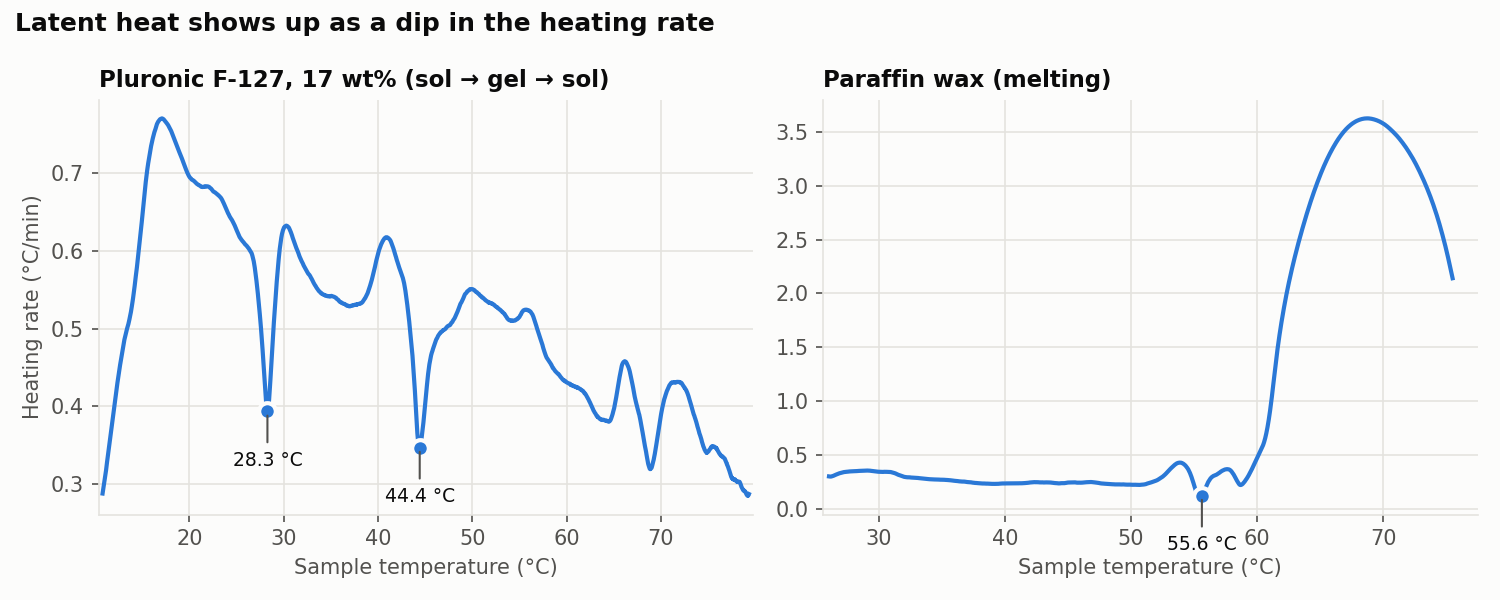 Latent heat shows up as a dip in the heating rate
Pluronic F-127, 17 wt% (sol → gel → sol)
Heating rate (°C/min)
0.7
0.6
0.5
0.4
0.3
28.3 °C
44.4 °C
20 30 40 50 60 70
Sample temperature (°C)
Paraffin wax (melting)
3.5
3.0
2.5
2.0
1.5
1.0
0.5
0.0
55.6 °C
30 40 50 60 70
Sample temperature (°C)